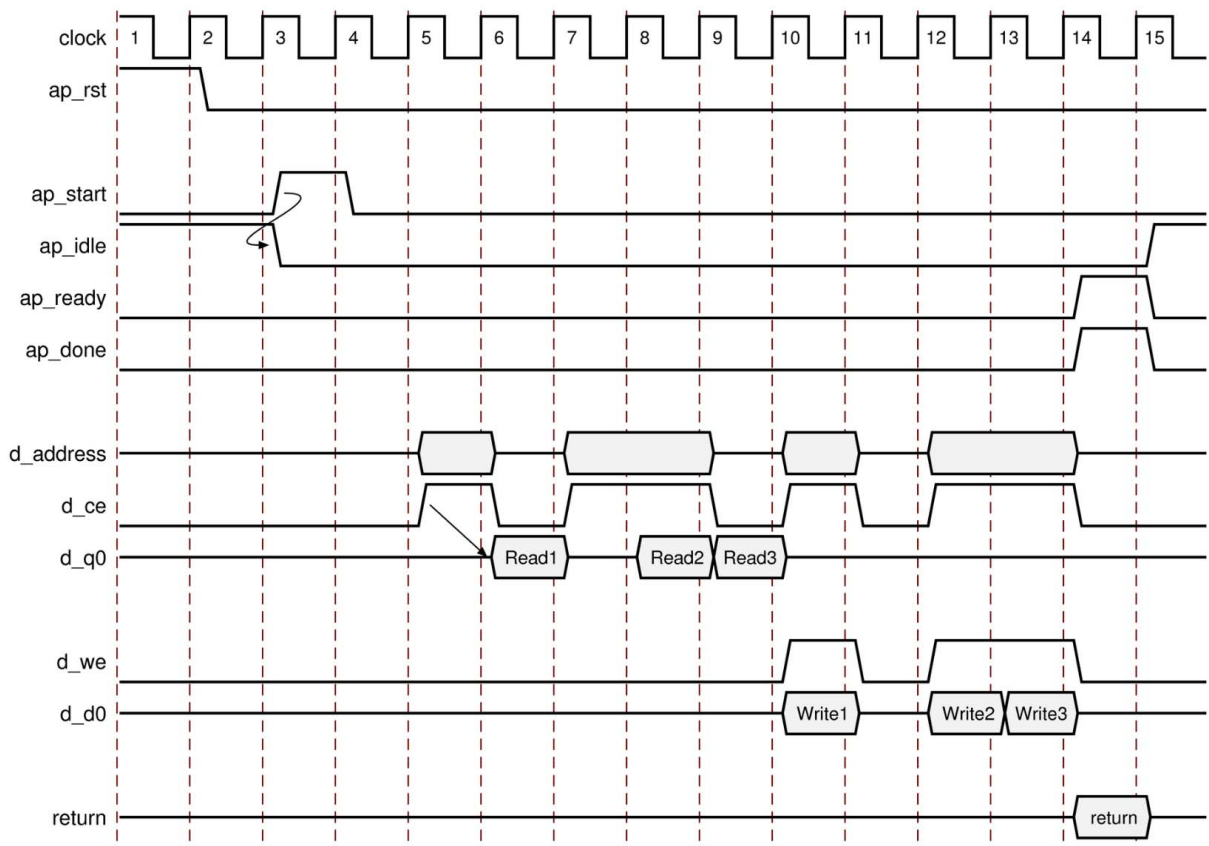 clock 1 2 3 4 5 6 7 8 9 10 11 12 13 14 15
ap_rst
ap_start
ap_idle
ap_ready
ap_done
d_address
d_ce
d_q0 Read1 Read2 Read3
d_we
d_d0 Write1 Write2 Write3
return return